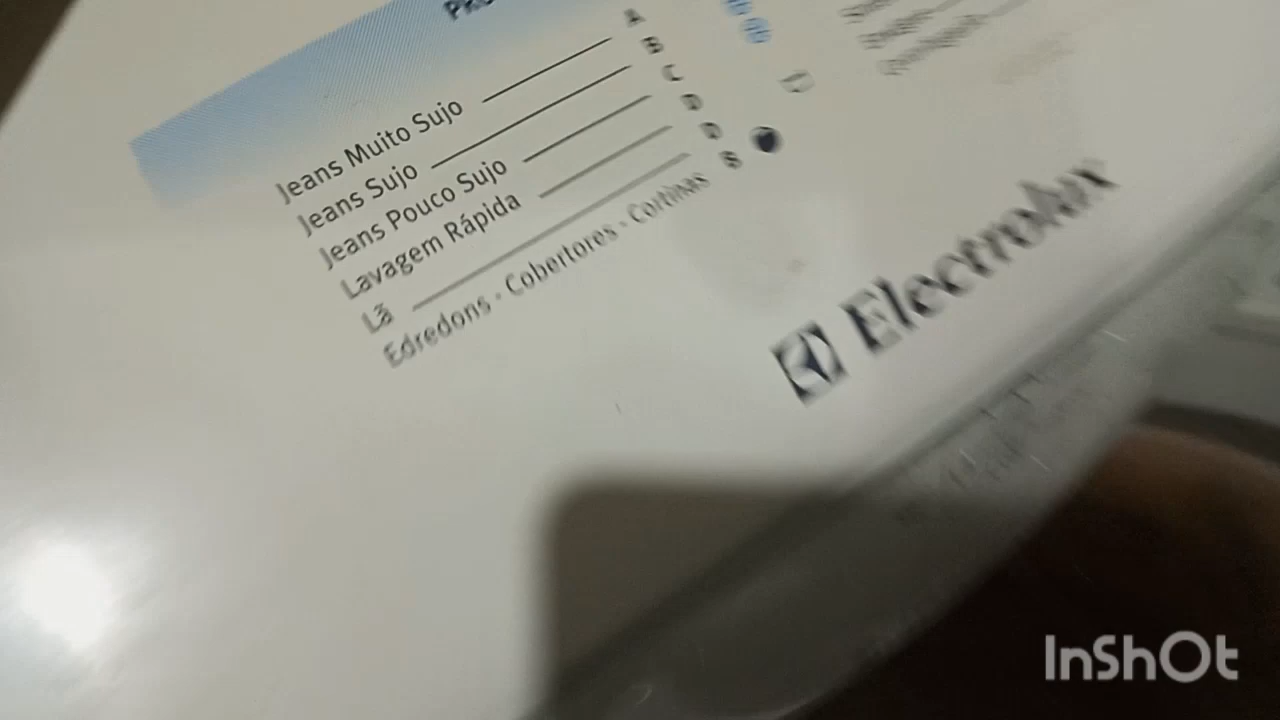 Jeans Muito Sujo A
Jeans Sujo B
Jeans Pouco Sujo C
Lavagem Rápida D
Lã D
Edredons - Cobertores - Cortinas
Electrolux
InShOt